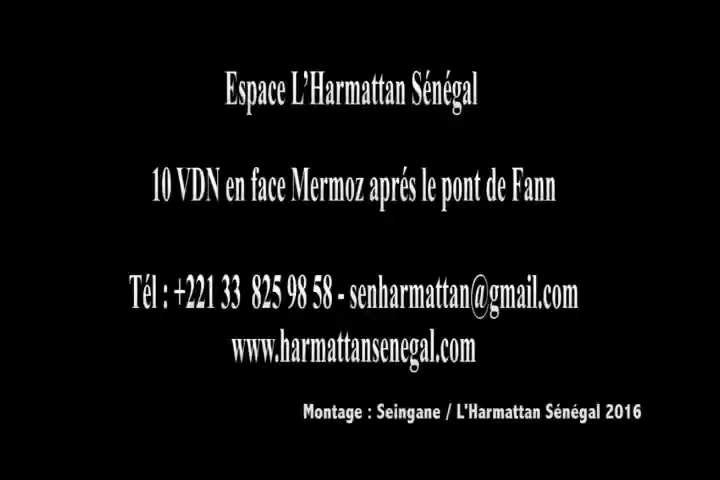 Espace L'Harmattan Sénégal
10 VDN en face Mermoz aprés le pont de Fann
Tél : +221 33 825 98 58 - senharmattan@gmail.com
www.harmattansenegal.com
Montage : Seingane / L'Harmattan Sénégal 2016